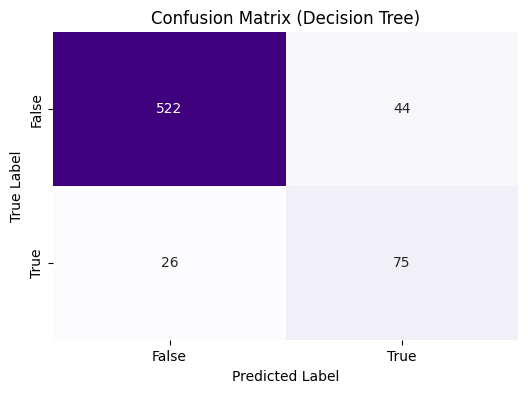 Confusion Matrix (Decision Tree)
True Label
False
522
44
True
26
75
False
True
Predicted Label